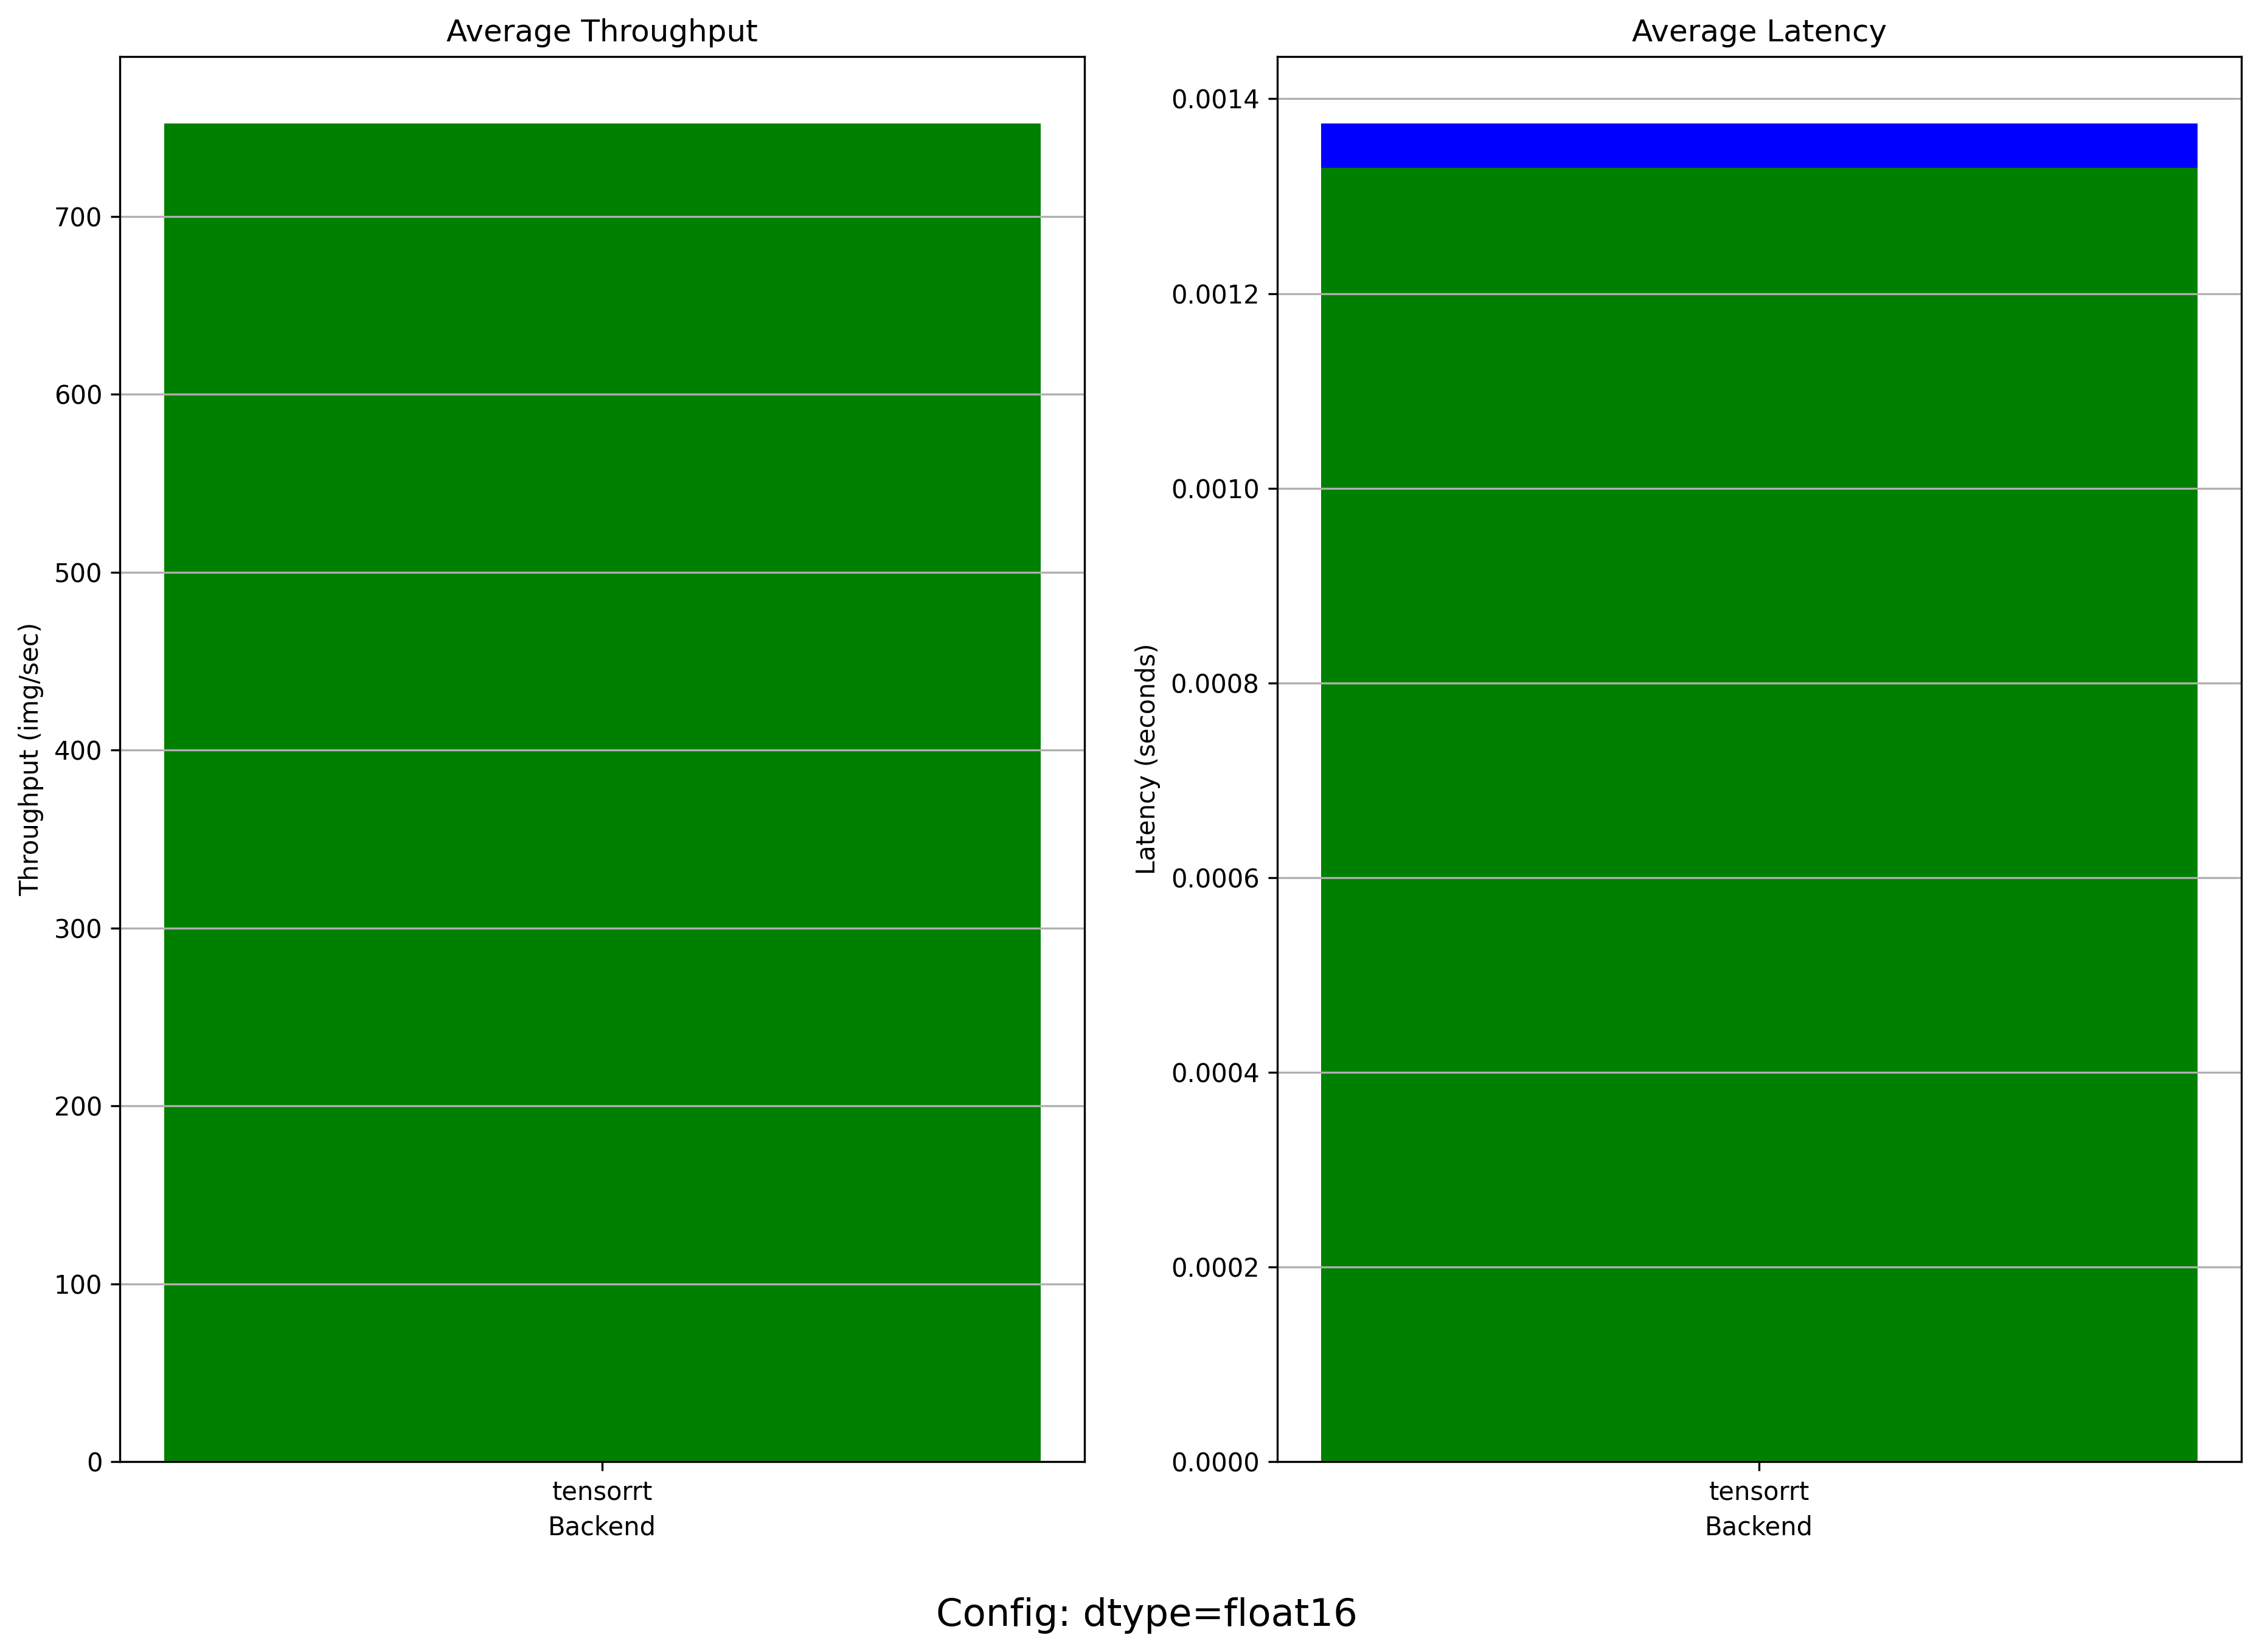 Average Throughput
Throughput (img/sec)
700
600
500
400
300
200
100
0
tensorrt
Backend
Average Latency
Latency (seconds)
0.0014
0.0012
0.0010
0.0008
0.0006
0.0004
0.0002
0.0000
tensorrt
Backend
Config: dtype=float16